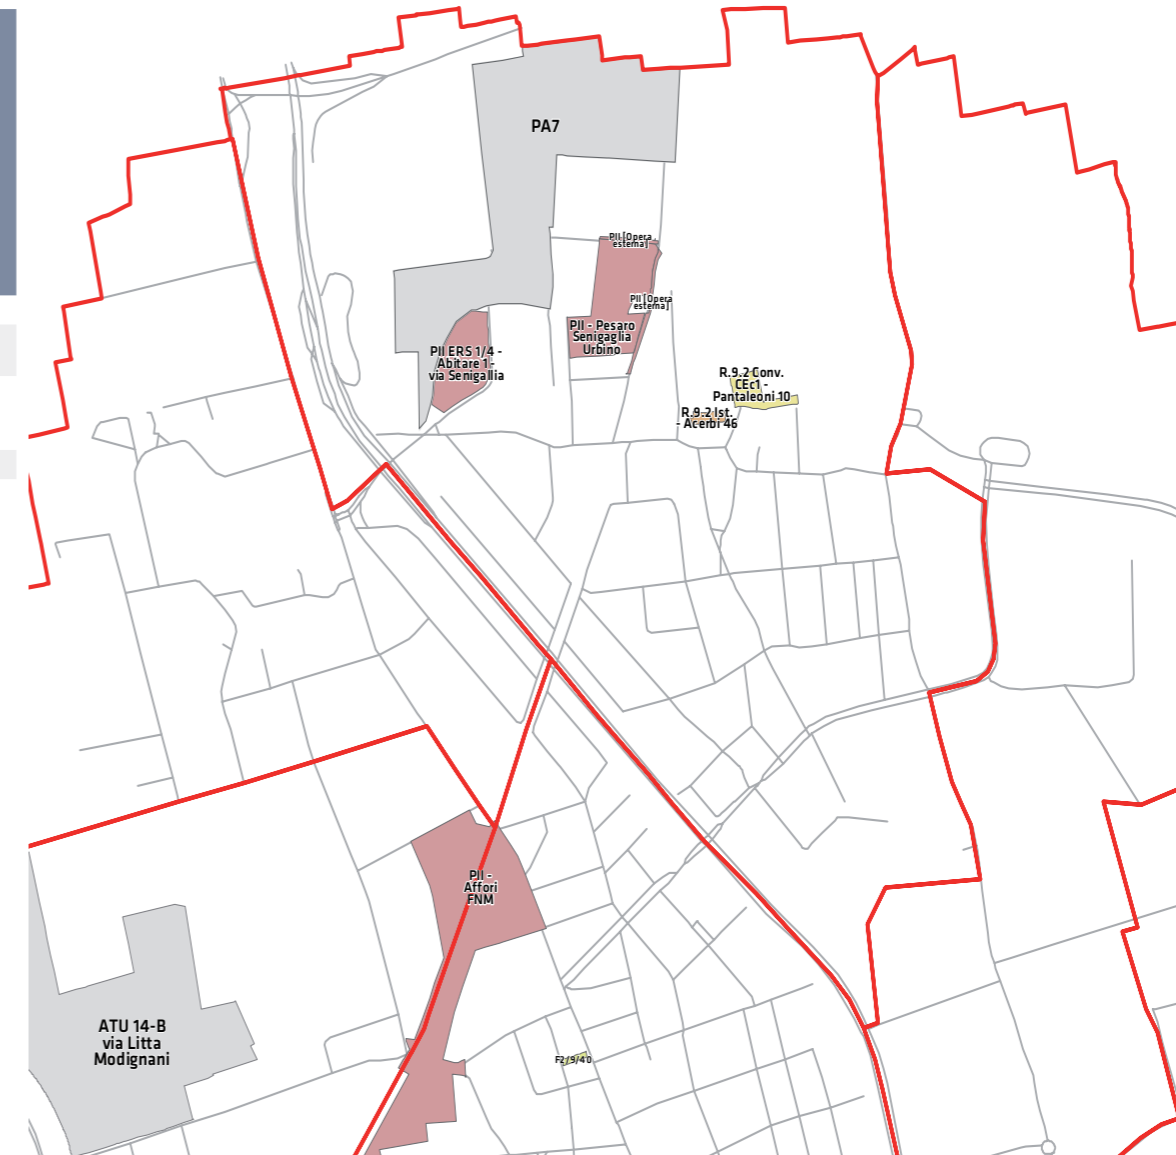 PA7
PII [Opera
esterna]
PII [Opera
esterna]
PII - Pesaro
Senigaglia
Urbino
PII ERS 1/4 -
Abitare 1 -
via Senigallia
R.9.2 Conv.
CEc1 -
Pantaleoni 10
R.9.2 Ist.
- Acerbi 46
PII -
Affori
FNM
ATU 14-B
via Litta
Modignani
F2/9/40